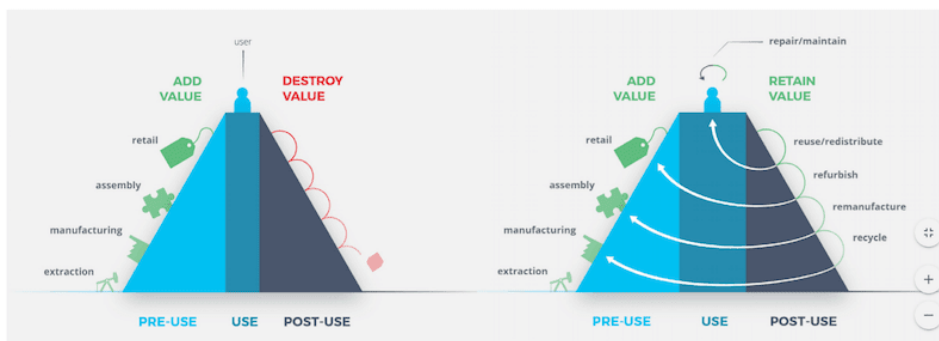 user
ADD
VALUE
DESTROY
VALUE
retail
assembly
manufacturing
extraction
PRE-USE
USE
POST-USE
repair/maintain
ADD
VALUE
RETAIN
VALUE
retail
reuse/redistribute
refurbish
assembly
remanufacture
manufacturing
recycle
extraction
PRE-USE
USE
POST-USE